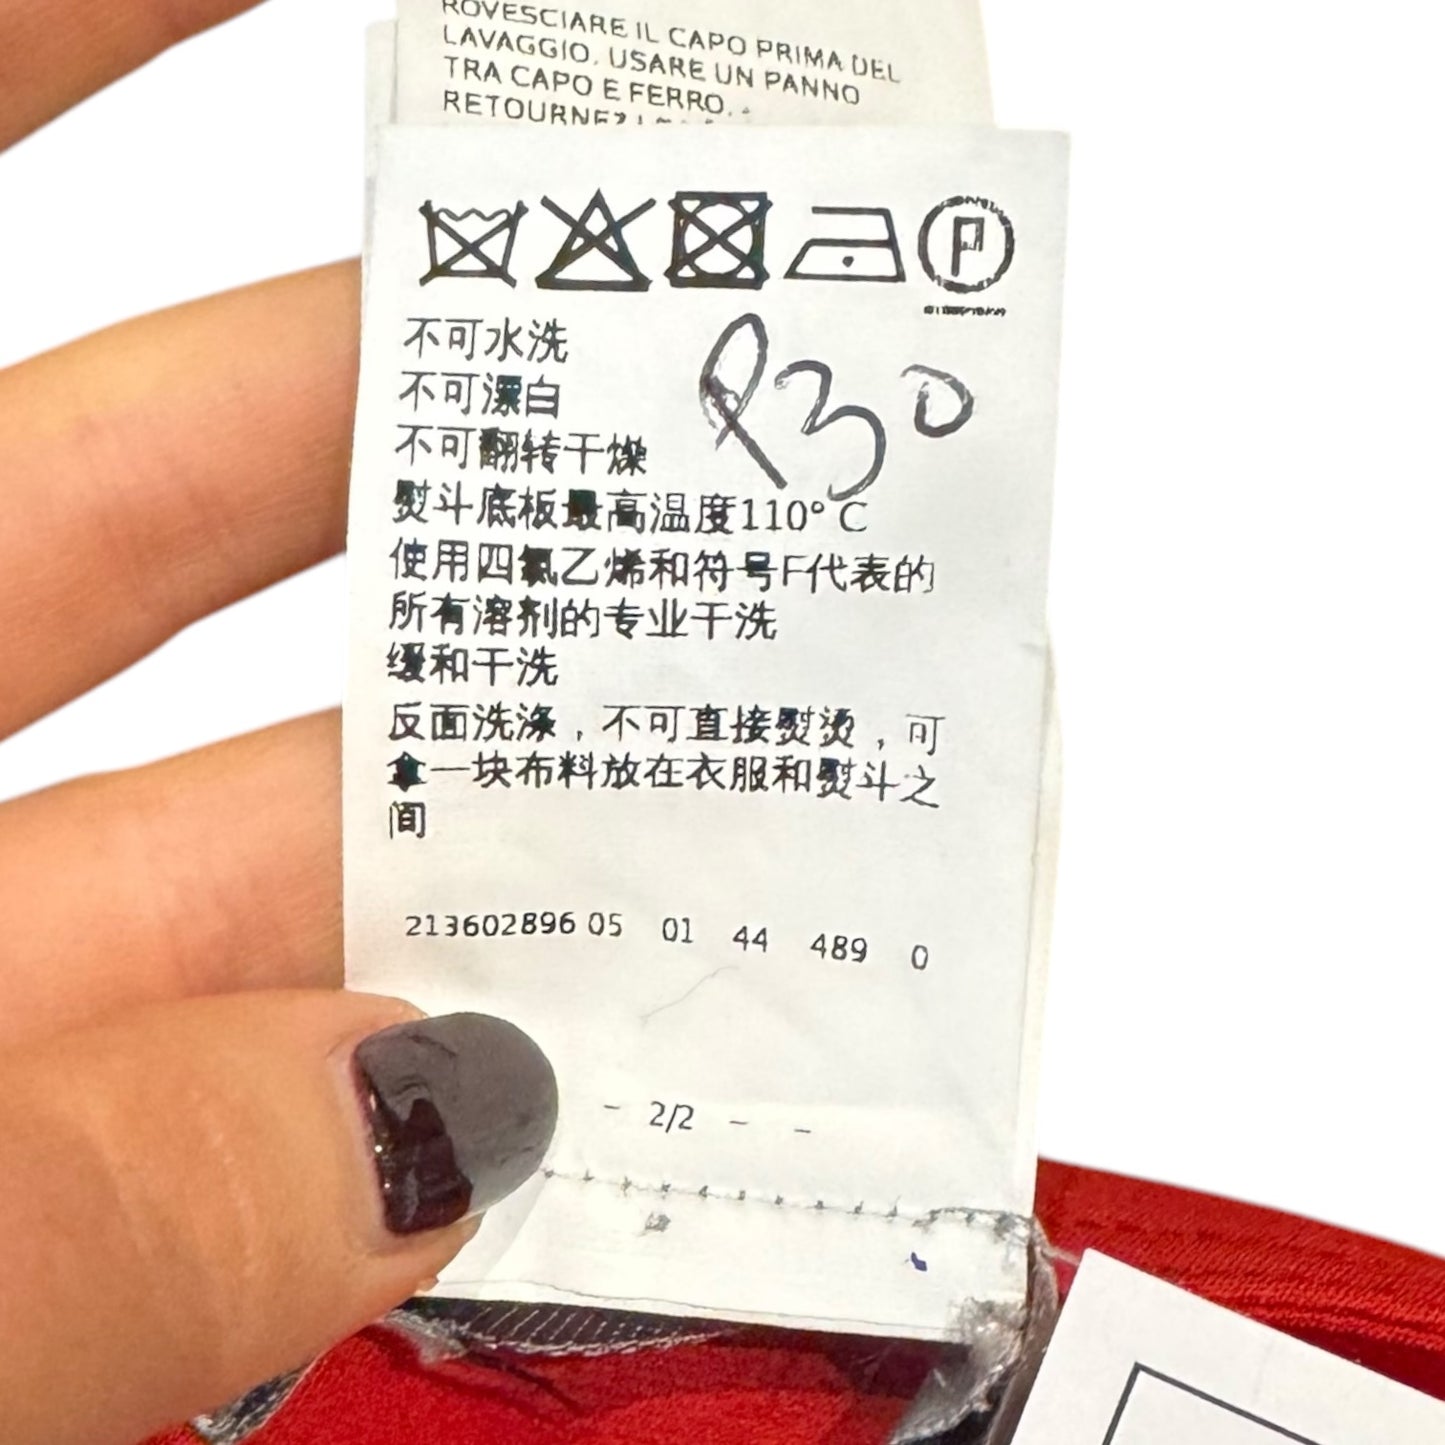 ROVESCIARE IL CAPO PRIMA DEL
LAVAGGIO. USARE UN PANNO
TRA CAPO E FERRO.
RETOURNEZ
P
不可水洗
不可漂白
P30
不可翻转干燥
熨斗底板最高温度110° C
使用四氯乙烯和符号F代表的
所有溶剂的专业干洗
缓和干洗
反面洗涤，不可直接熨烫，可
拿一块布料放在衣服和熨斗之
间
213602896 05 01 44 489 0
- 2/2 - -